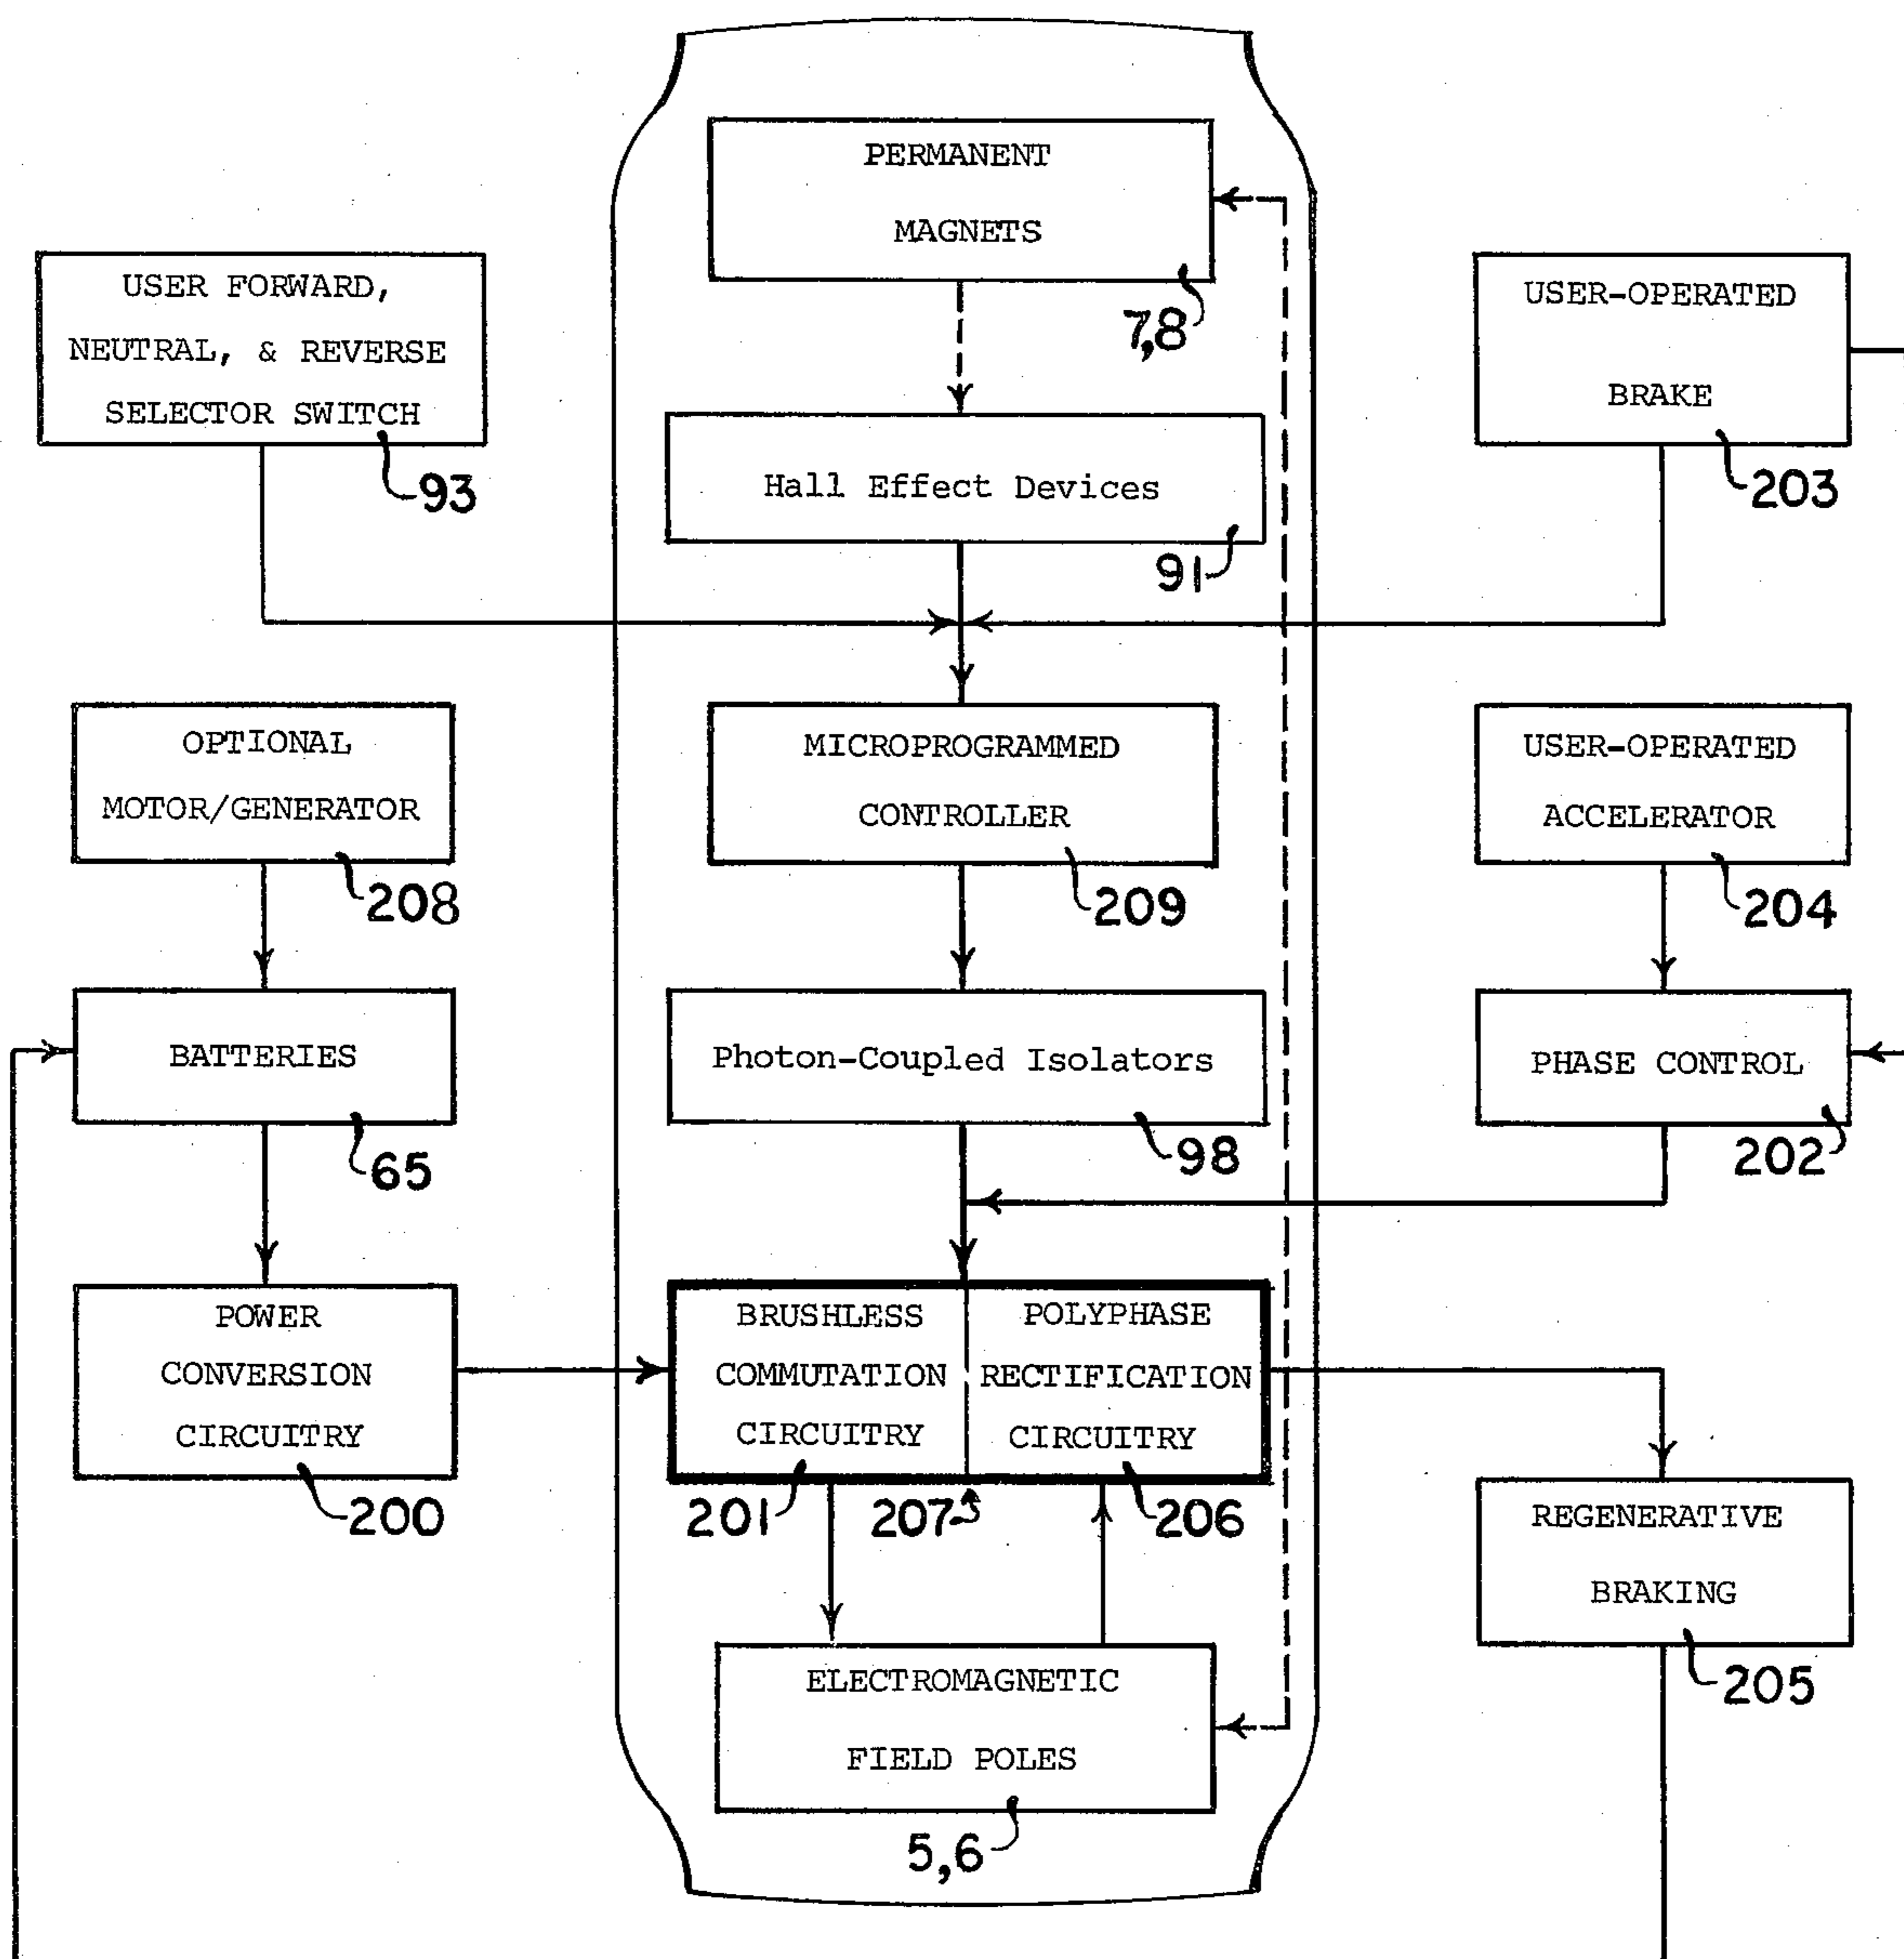 PERMANENT
MAGNETS
7,8
USER FORWARD,
NEUTRAL, & REVERSE
SELECTOR SWITCH
93
Hall Effect Devices
91
USER-OPERATED
BRAKE
203
OPTIONAL
MOTOR/GENERATOR
208
MICROPROGRAMMED
CONTROLLER
209
USER-OPERATED
ACCELERATOR
204
BATTERIES
65
Photon-Coupled Isolators
98
PHASE CONTROL
202
POWER
CONVERSION
CIRCUITRY
200
BRUSHLESS
COMMUTATION
CIRCUITRY
201
207
POLYPHASE
RECTIFICATION
CIRCUITRY
206
REGENERATIVE
BRAKING
205
ELECTROMAGNETIC
FIELD POLES
5,6